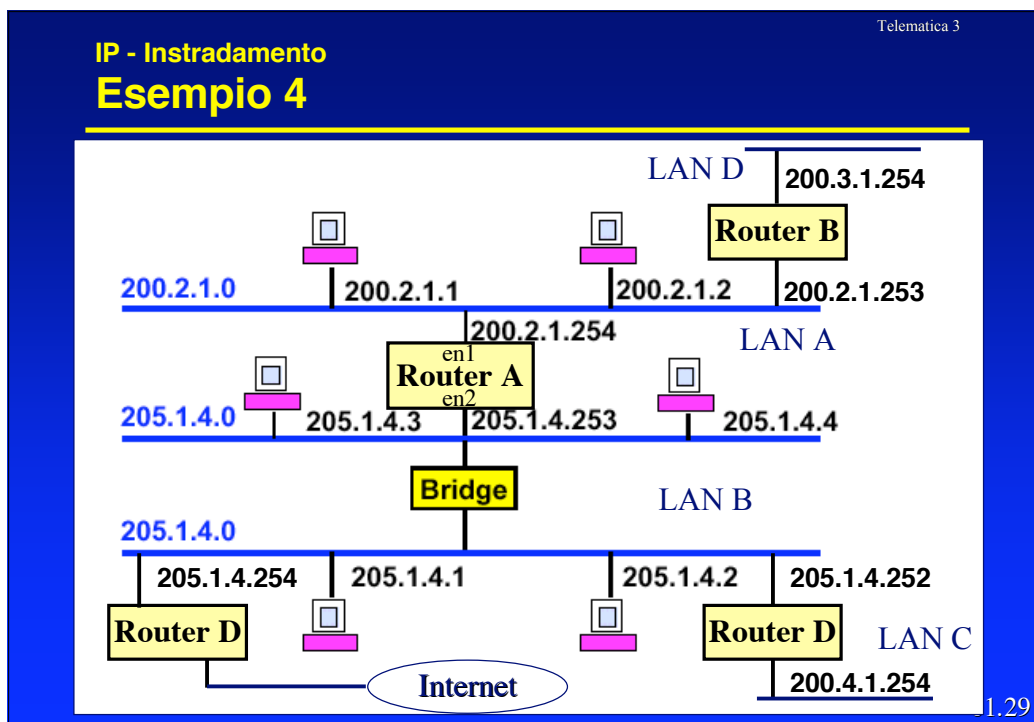 Telematica 3
IP - Instradamento
Esempio 4
LAN D
200.3.1.254
Router B
200.2.1.0
200.2.1.1
200.2.1.2
200.2.1.253
200.2.1.254
LAN A
en1
Router A
en2
205.1.4.0
205.1.4.3
205.1.4.253
205.1.4.4
Bridge
LAN B
205.1.4.0
205.1.4.254
205.1.4.1
205.1.4.2
205.1.4.252
Router D
Router D
LAN C
Internet
200.4.1.254
1.29